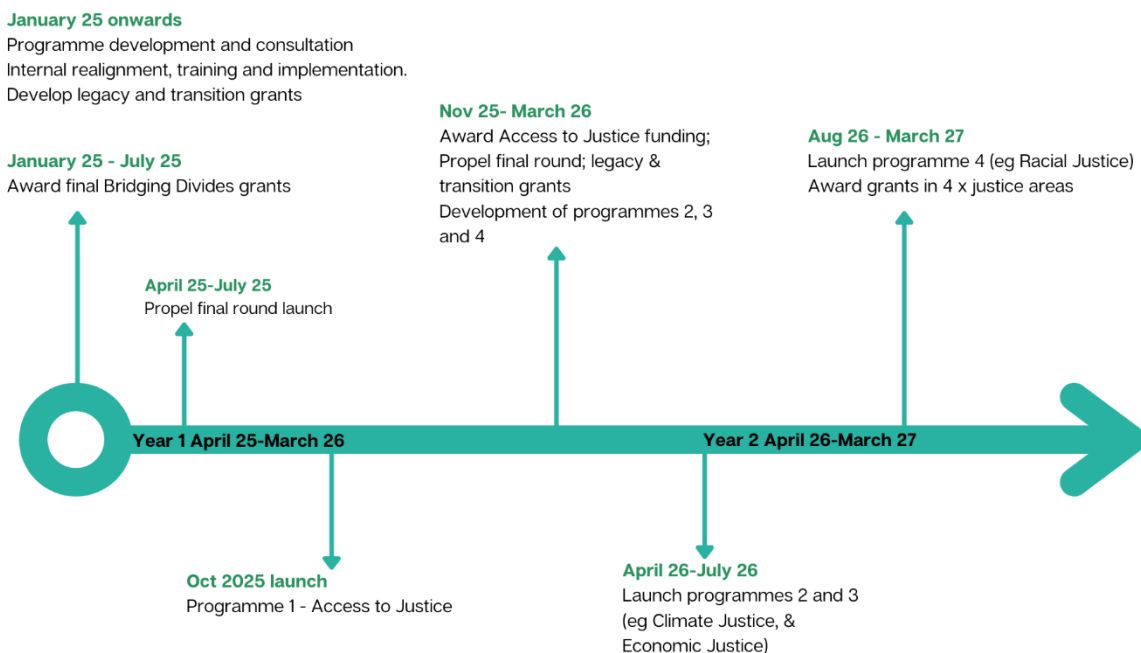 January 25 onwards
Programme development and consultation
Internal realignment, training and implementation.
Develop legacy and transition grants
January 25 - July 25
Award final Bridging Divides grants
April 25-July 25
Propel final round launch
Nov 25- March 26
Award Access to Justice funding;
Propel final round; legacy &
transition grants
Development of programmes 2, 3
and 4
Aug 26 - March 27
Launch programme 4 (eg Racial Justice)
Award grants in 4 x justice areas
Year 1 April 25-March 26
Year 2 April 26-March 27
Oct 2025 launch
Programme 1 - Access to Justice
April 26-July 26
Launch programmes 2 and 3
(eg Climate Justice, &
Economic Justice)